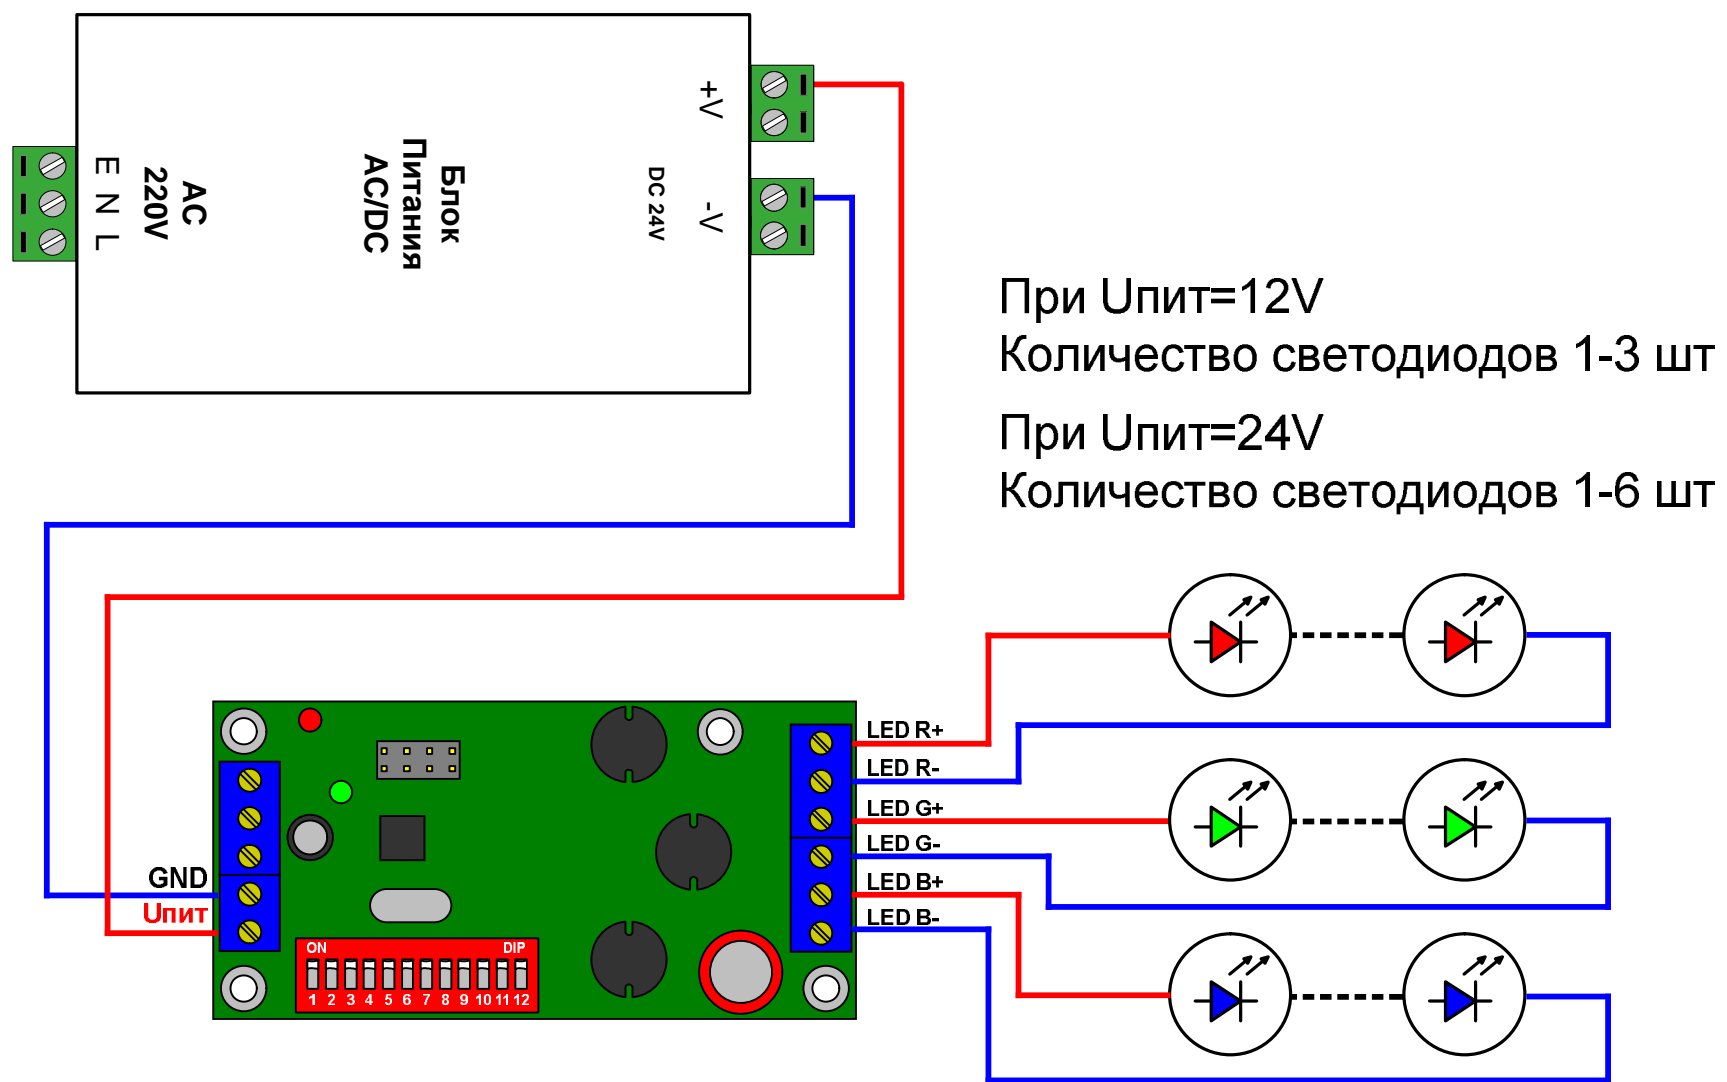 +V
-V
DC 24V
Блок
Питания
AC/DC
AC
220V
E N L
При Uпит=12V
Количество светодиодов 1-3 шт
При Uпит=24V
Количество светодиодов 1-6 шт
GND
Uпит
ON DIP
1 2 3 4 5 6 7 8 9 10 11 12
LED R+
LED R-
LED G+
LED G-
LED B+
LED B-